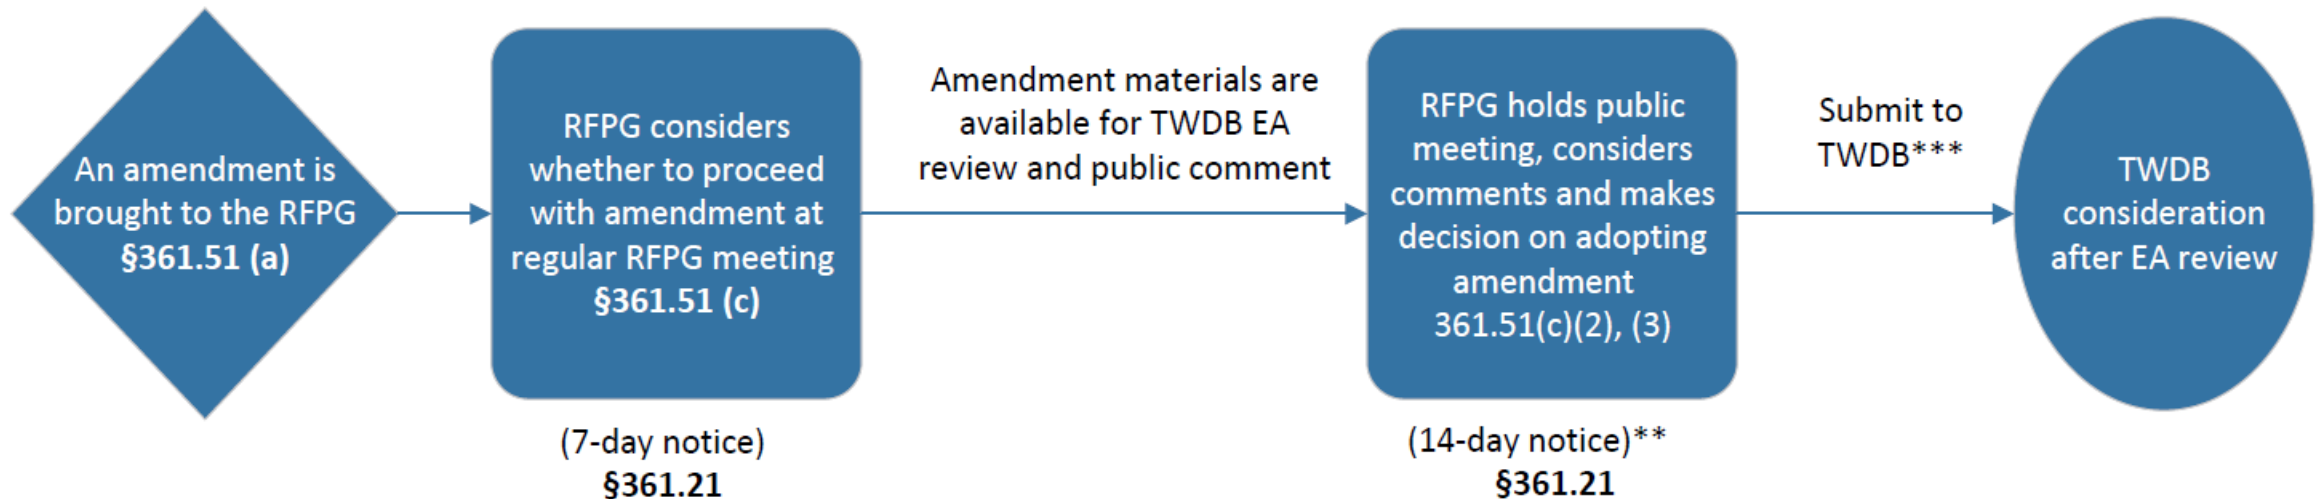 An amendment is
brought to the RFPG
§361.51 (a)
RFPG considers
whether to proceed
with amendment at
regular RFPG meeting
§361.51 (c)
(7-day notice)
§361.21
Amendment materials are
available for TWDB EA
review and public comment
RFPG holds public
meeting, considers
comments and makes
decision on adopting
amendment
361.51(c)(2), (3)
(14-day notice)**
§361.21
Submit to
TWDB***
TWDB
consideration
after EA review